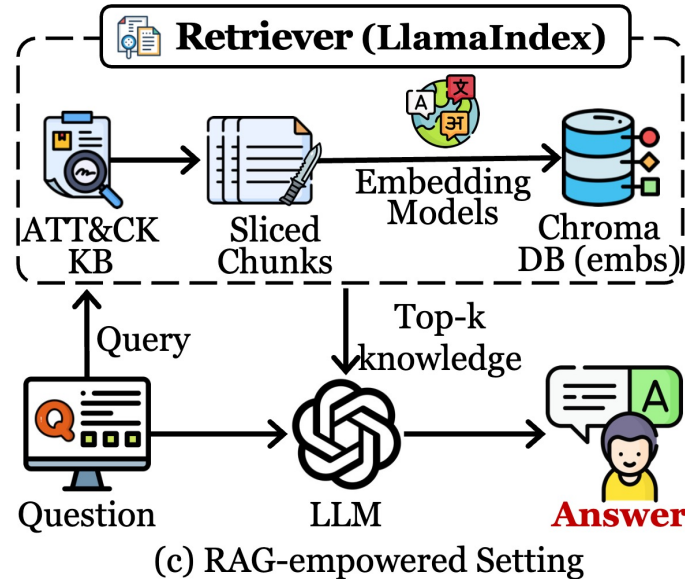 Retriever (LlamaIndex)
A 文 अ
ATT&CK
KB
Sliced
Chunks
Embedding
Models
Chroma
DB (embs)
Query
Top-k
knowledge
Q
A
Question
LLM
Answer
(c) RAG-empowered Setting